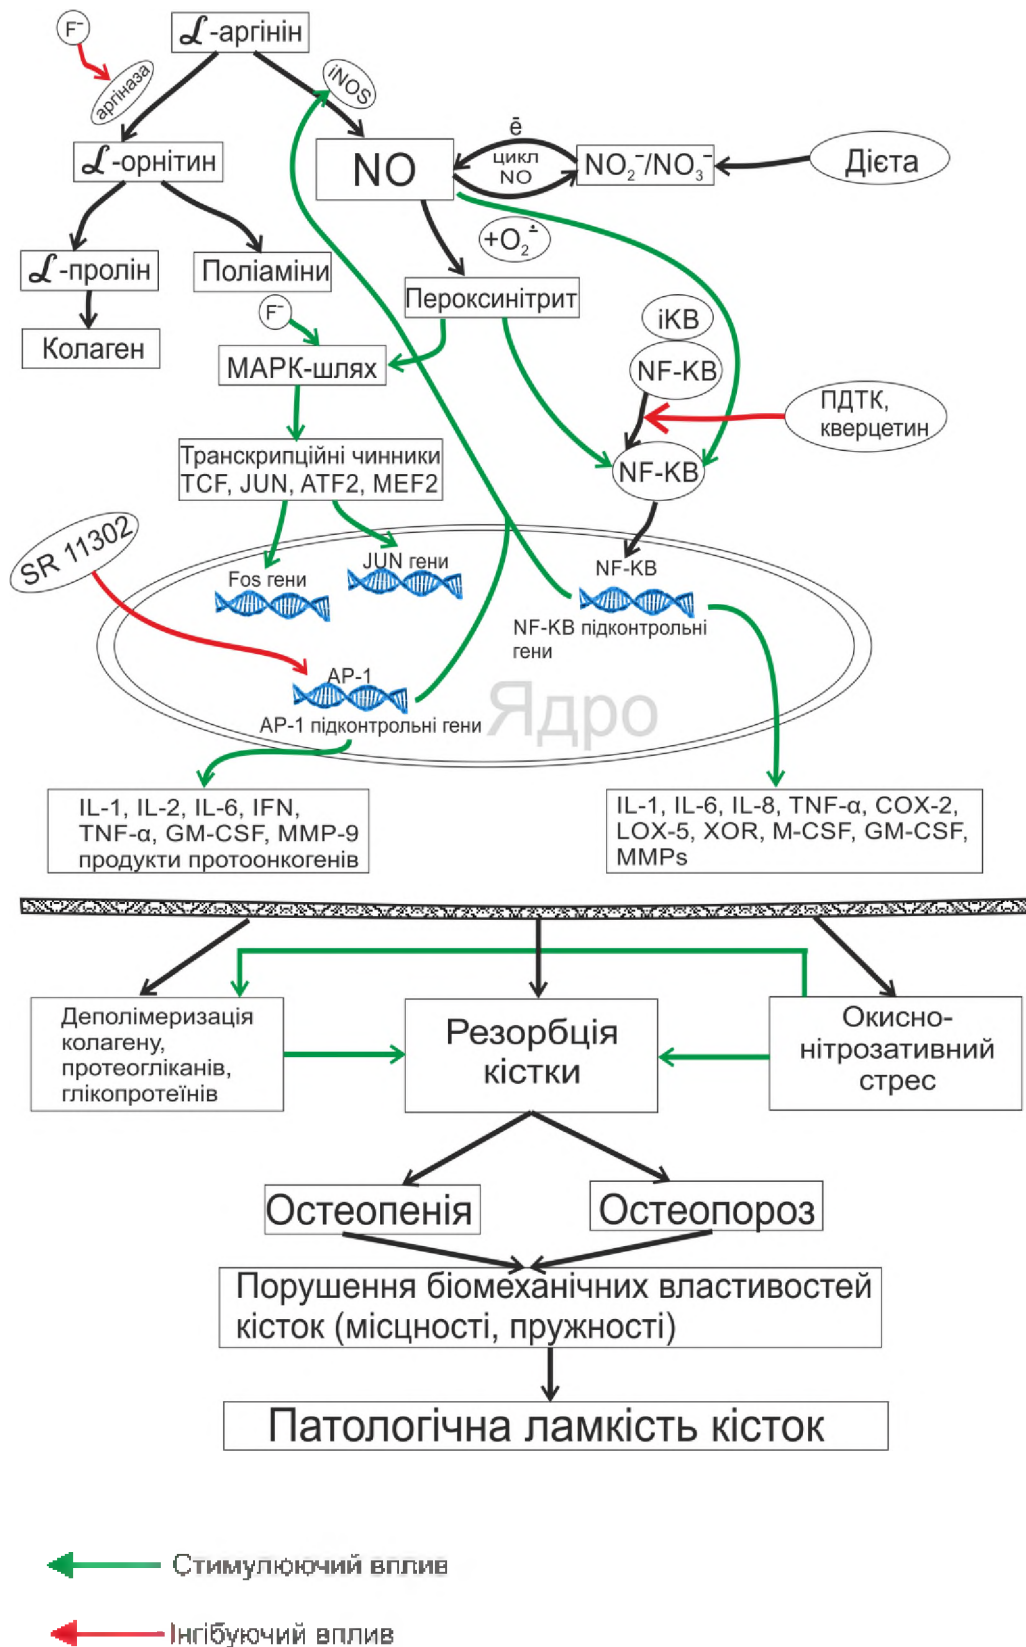 F⁻
ℒ-аргінін
аргіназа
iNOS
ē
ℒ-орнітин
NO
цикл
NO
NO₂⁻/NO₃⁻
Дієта
+O₂∸
ℒ-пролін
Поліаміни
Пероксинітрит
F⁻
іКВ
Колаген
МАРК-шлях
NF-KB
ПДТК,
кверцетин
Транскрипційні чинники
TCF, JUN, ATF2, MEF2
NF-KB
SR 11302
Fos гени
JUN гени
NF-KB
NF-KB підконтрольні
гени
AP-1
AP-1 підконтрольні гени
Ядро
IL-1, IL-2, IL-6, IFN,
TNF-α, GM-CSF, MMP-9
продукти протоонкогенів
IL-1, IL-6, IL-8, TNF-α, COX-2,
LOX-5, XOR, M-CSF, GM-CSF,
MMPs
Деполімеризація
колагену,
протеогліканів,
глікопротеїнів
Резорбція
кістки
Окисно-
нітрозативний
стрес
Остеопенія
Остеопороз
Порушення біомеханічних властивостей
кісток (місцності, пружності)
Патологічна ламкість кісток
Стимулюючий вплив
Інгібуючий вплив